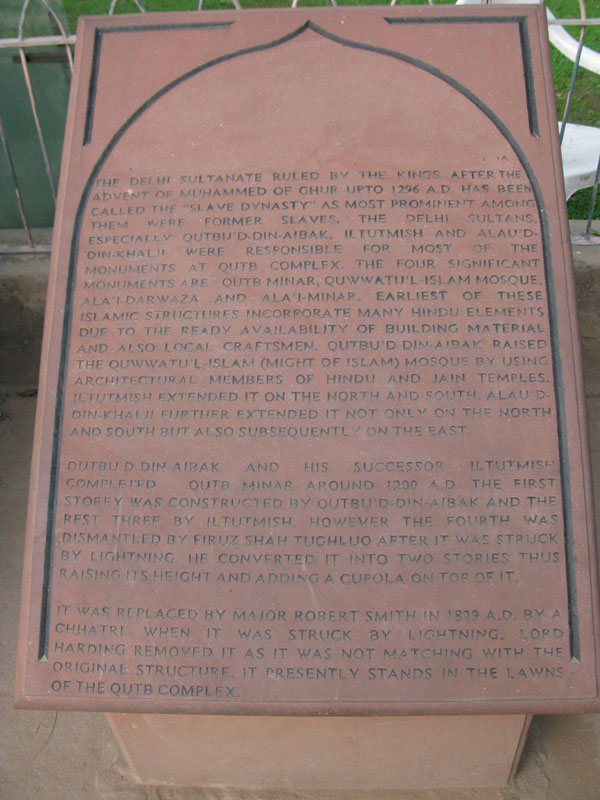 THE DELHI SULTANATE RULED BY THE KINGS AFTER THE
ADVENT OF MUHAMMED OF GHUR UPTO 1296 A.D. HAS BEEN
CALLED THE "SLAVE DYNASTY" AS MOST PROMINENT AMONG
THEM WERE FORMER SLAVES. THE DELHI SULTANS,
ESPECIALLY QUTBU'D-DIN-AIBAK, ILTUTMISH AND ALAU'D-
DIN-KHALJI WERE RESPONSIBLE FOR MOST OF THE
MONUMENTS AT QUTB COMPLEX. THE FOUR SIGNIFICANT
MONUMENTS ARE QUTB MINAR, QUWWATU'L-ISLAM MOSQUE,
ALA'I-DARWAZA AND ALA'I-MINAR. EARLIEST OF THESE
ISLAMIC STRUCTURES INCORPORATE MANY HINDU ELEMENTS
DUE TO THE READY AVAILABILITY OF BUILDING MATERIAL
AND ALSO LOCAL CRAFTSMEN. QUTBU'D DIN-AIBAK RAISED
THE QUWWATU'L-ISLAM (MIGHT OF ISLAM) MOSQUE BY USING
ARCHITECTURAL MEMBERS OF HINDU AND JAIN TEMPLES.
ILTUTMISH EXTENDED IT ON THE NORTH AND SOUTH. ALAU'D-
DIN-KHALJI FURTHER EXTENDED IT NOT ONLY ON THE NORTH
AND SOUTH BUT ALSO SUBSEQUENTLY ON THE EAST.
QUTBU'D DIN-AIBAK AND HIS SUCCESSOR ILTUTMISH
COMPLETED QUTB MINAR AROUND 1200 A.D. THE FIRST
STOREY WAS CONSTRUCTED BY QUTBU'D-DIN-AIBAK AND THE
REST THREE BY ILTUTMISH. HOWEVER THE FOURTH WAS
DISMANTLED BY FIRUZ SHAH TUGHLUQ AFTER IT WAS STRUCK
BY LIGHTNING. HE CONVERTED IT INTO TWO STORIES THUS
RAISING ITS HEIGHT AND ADDING A CUPOLA ON TOP OF IT.
IT WAS REPLACED BY MAJOR ROBERT SMITH IN 1829 A.D. BY A
CHHATRI. WHEN IT WAS STRUCK BY LIGHTNING, LORD
HARDING REMOVED IT AS IT WAS NOT MATCHING WITH THE
ORIGINAL STRUCTURE. IT PRESENTLY STANDS IN THE LAWNS
OF THE QUTB COMPLEX.